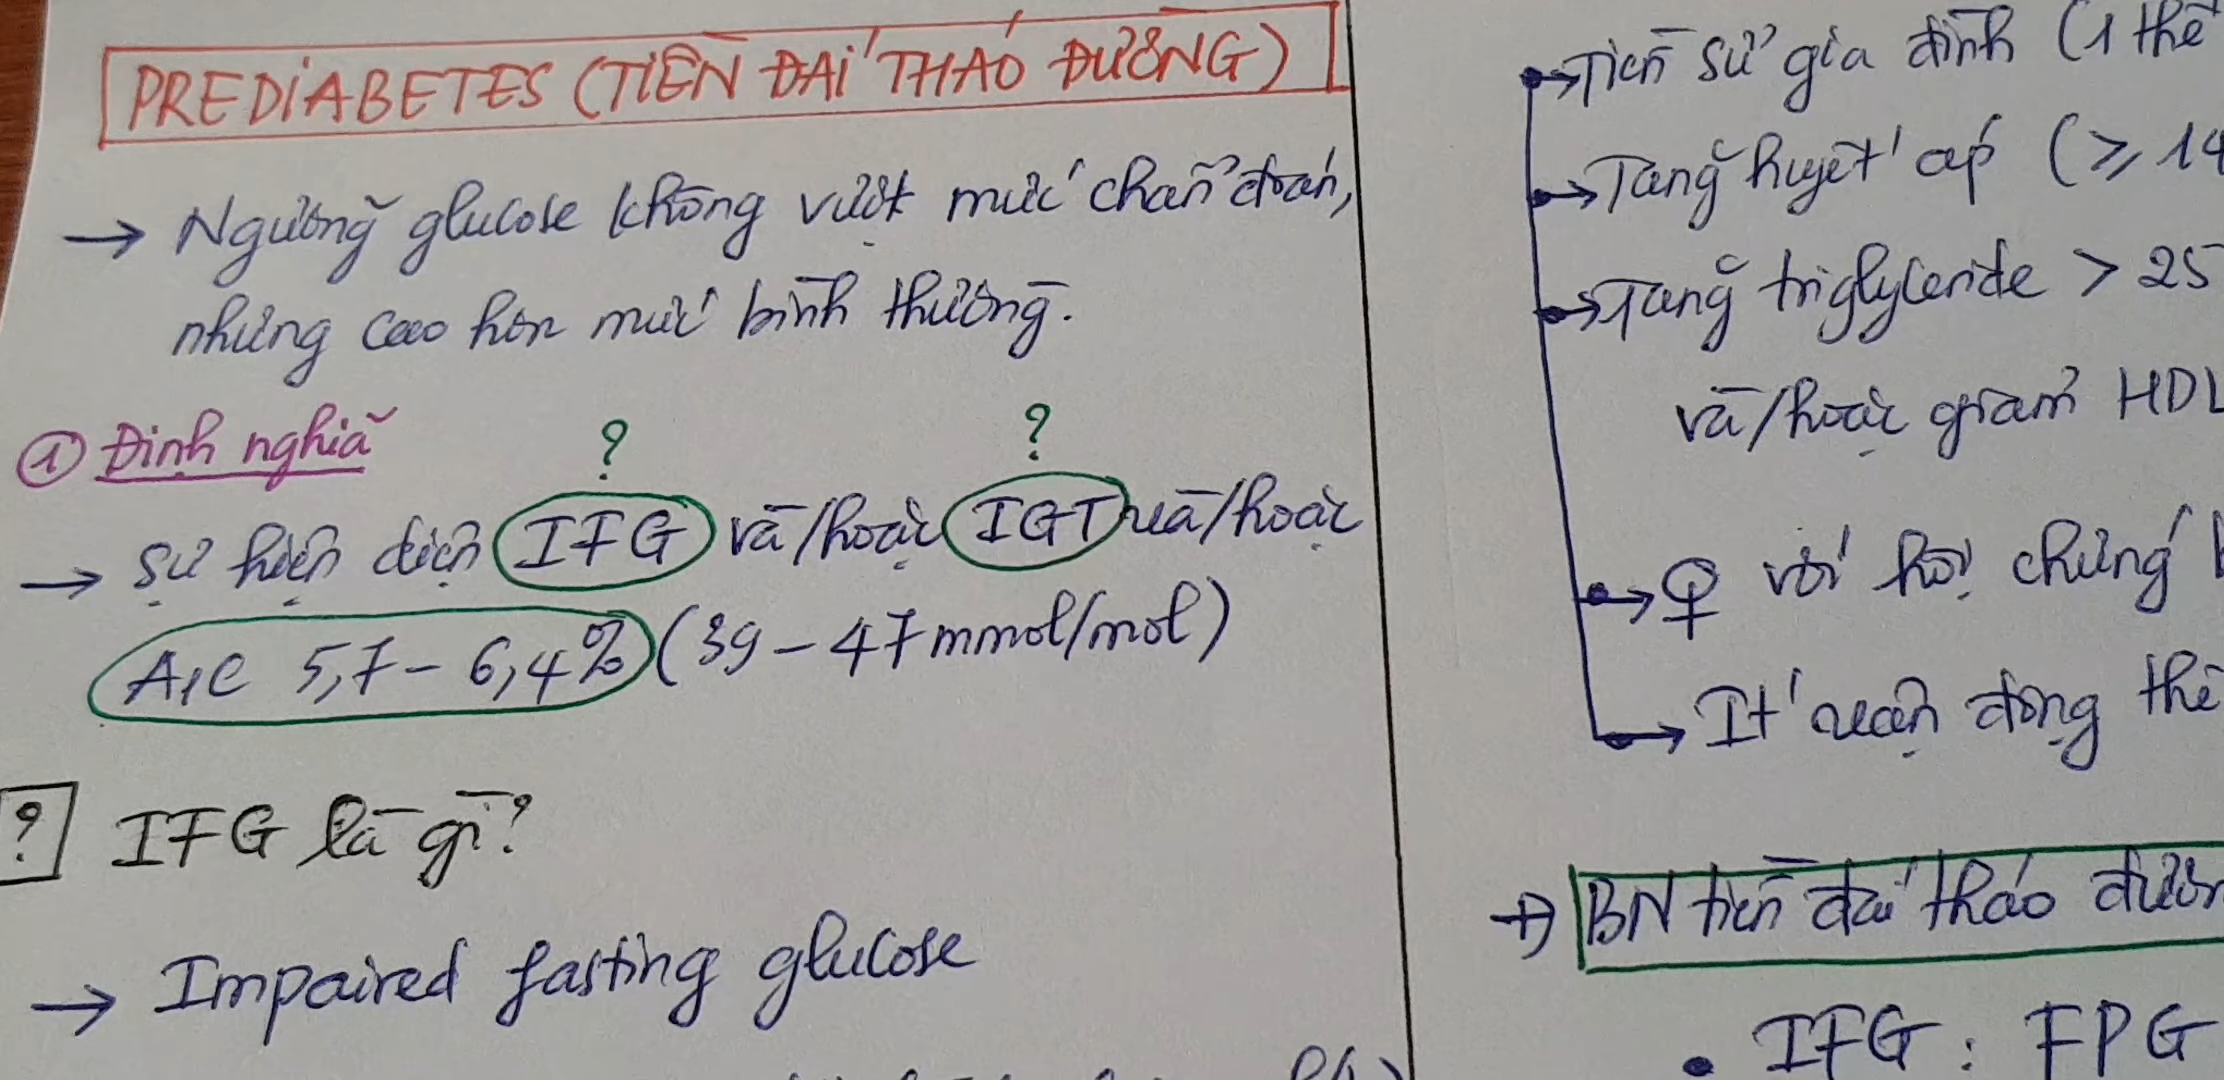 PREDIABETES (TIỀN ĐÁI THÁO ĐƯỜNG)
→ Ngưỡng glucose không vượt mức chẩn đoán,
nhưng cao hơn mức bình thường.
① Định nghĩa
? ?
→ Sự hiện diện IFG và/hoặc IGT và/hoặc
A1C 5,7 - 6,4% (39 - 47 mmol/mol)
? IFG là gì?
→ Impaired fasting glucose
→ Tiền sử gia đình (1 thế
→ Tăng huyết áp (≥ 14
→ Tăng triglyceride > 25
và/hoặc giảm HDL
→ ♀ với hội chứng
→ Ít vận động thể
→ BN tiền đái tháo đườn
• IFG : FPG